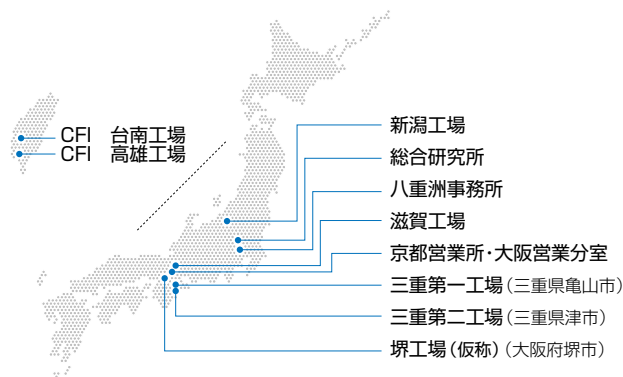 CFI 台南工場
CFI 高雄工場
新潟工場
総合研究所
八重洲事務所
滋賀工場
京都営業所・大阪営業分室
三重第一工場（三重県亀山市）
三重第二工場（三重県津市）
堺工場（仮称）（大阪府堺市）